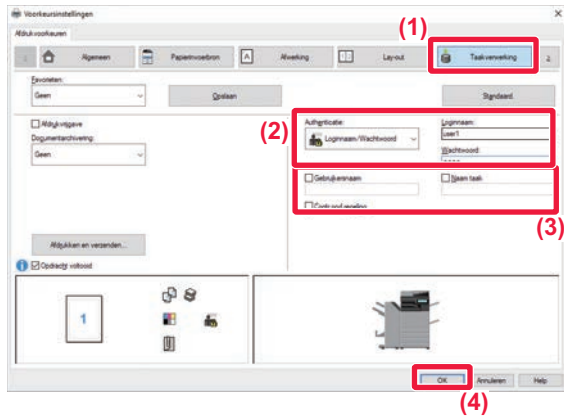 Voorkeursinstellingen
Afdrukvoorkeuren
(1)
Algemeen
Papierinvoerbron
A
Afwerking
Lay-out
Taakverwerking
Favorieten:
Geen
Opslaan
Standaard
(2)
Afdrukvrijgave
Documentarchivering:
Geen
Authenticatie:
Loginnaam/Wachtwoord
Loginnaam:
user1
Wachtwoord:
Gebruikersnaam
Naam taak
(3)
Afdrukken en verzenden...
Opdracht voltooid
1
OK
Annuleren
Help
(4)